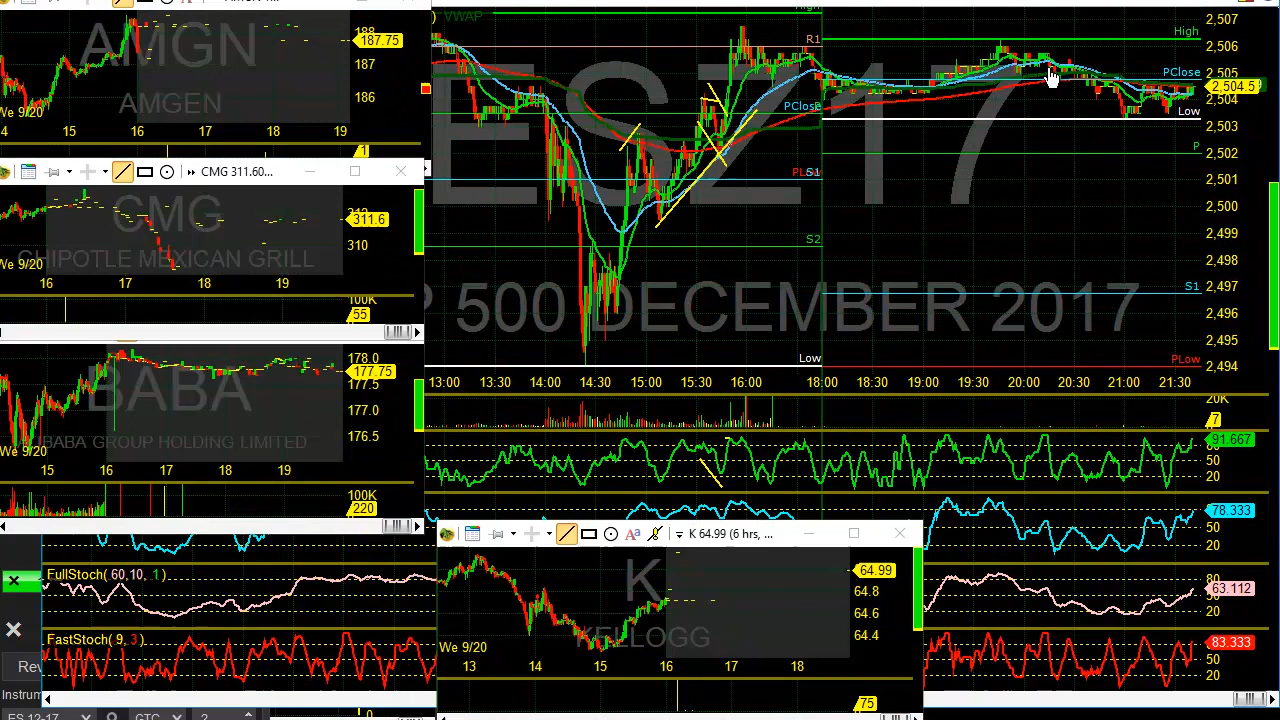 AMGN
AMGEN
188
187.75
187
186
We 9/20
14 15 16 17 18 19
1
CMG 311.60...
CMG
CHIPOTLE MEXICAN GRILL
311.6
310
We 9/20
16 17 18 19
100K
55
BABA
ALIBABA GROUP HOLDING LIMITED
178.0
177.75
177.5
177.0
176.5
We 9/20
15 16 17 18 19
100K
220
VWAP
ESZ17
P 500 DECEMBER 2017
High
R1
PClose
S1
S2
Low
High
PClose
Low
P
S1
PLow
2,507
2,506
2,505
2,504.5
2,504
2,503
2,502
2,501
2,500
2,499
2,498
2,497
2,496
2,495
2,494
13:00 13:30 14:00 14:30 15:00 15:30 16:00 18:00 18:30 19:00 19:30 20:00 20:30 21:00 21:30
20K
7
91.667
50
20
78.333
50
20
FullStoch( 60,10, 1)
80
63.112
20
FastStoch( 9, 3)
83.333
50
20
K 64.99 (6 hrs, ...
K
KELLOGG
64.99
64.8
64.6
64.4
We 9/20
13 14 15 16 17 18
75
Rev
Instrum
ES 12-17 GTC 2